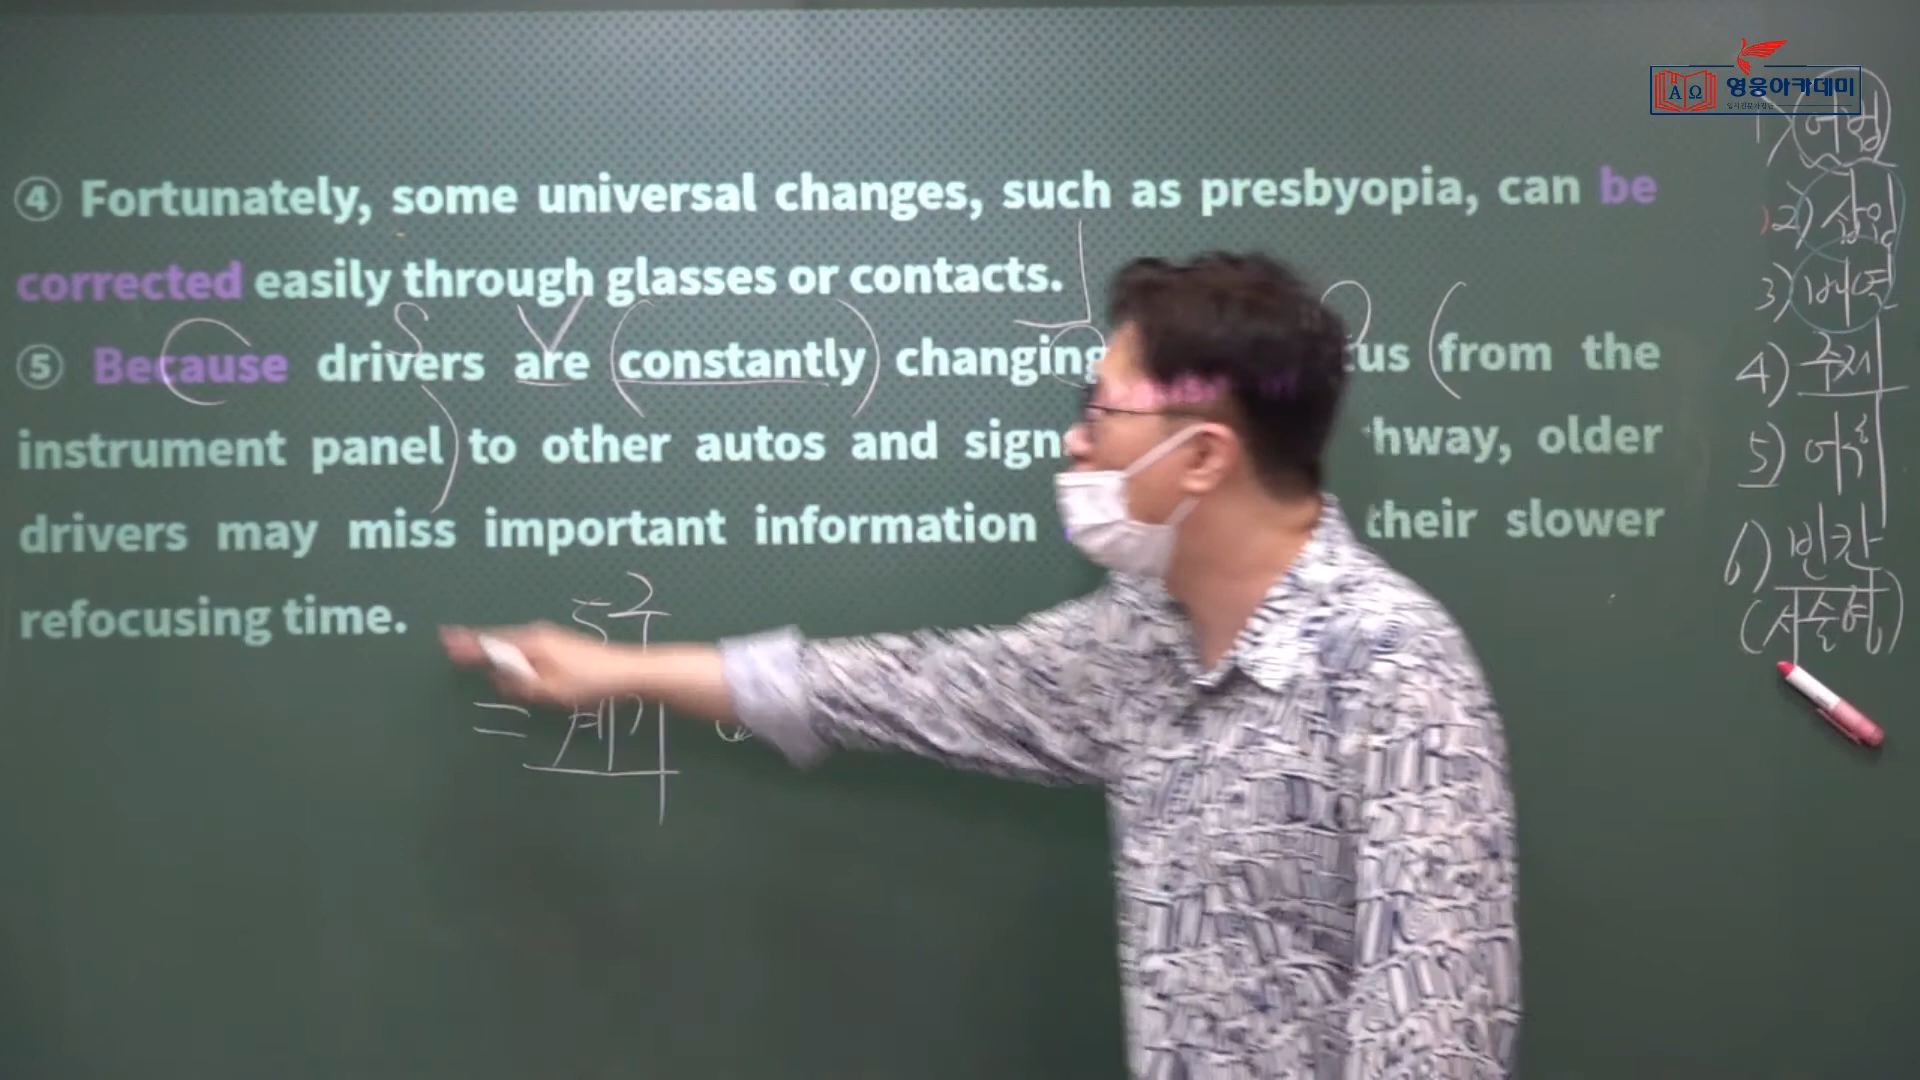 영웅아카데미
④ Fortunately, some universal changes, such as presbyopia, can be
corrected easily through glasses or contacts.
⑤ Because drivers are constantly changing from the
instrument panel to other autos and older
drivers may miss important information their slower
refocusing time.
S V
1) 어법
2) 삽입
3) 배열
4) 주제
5) 어휘
6) 빈칸
(서술형)